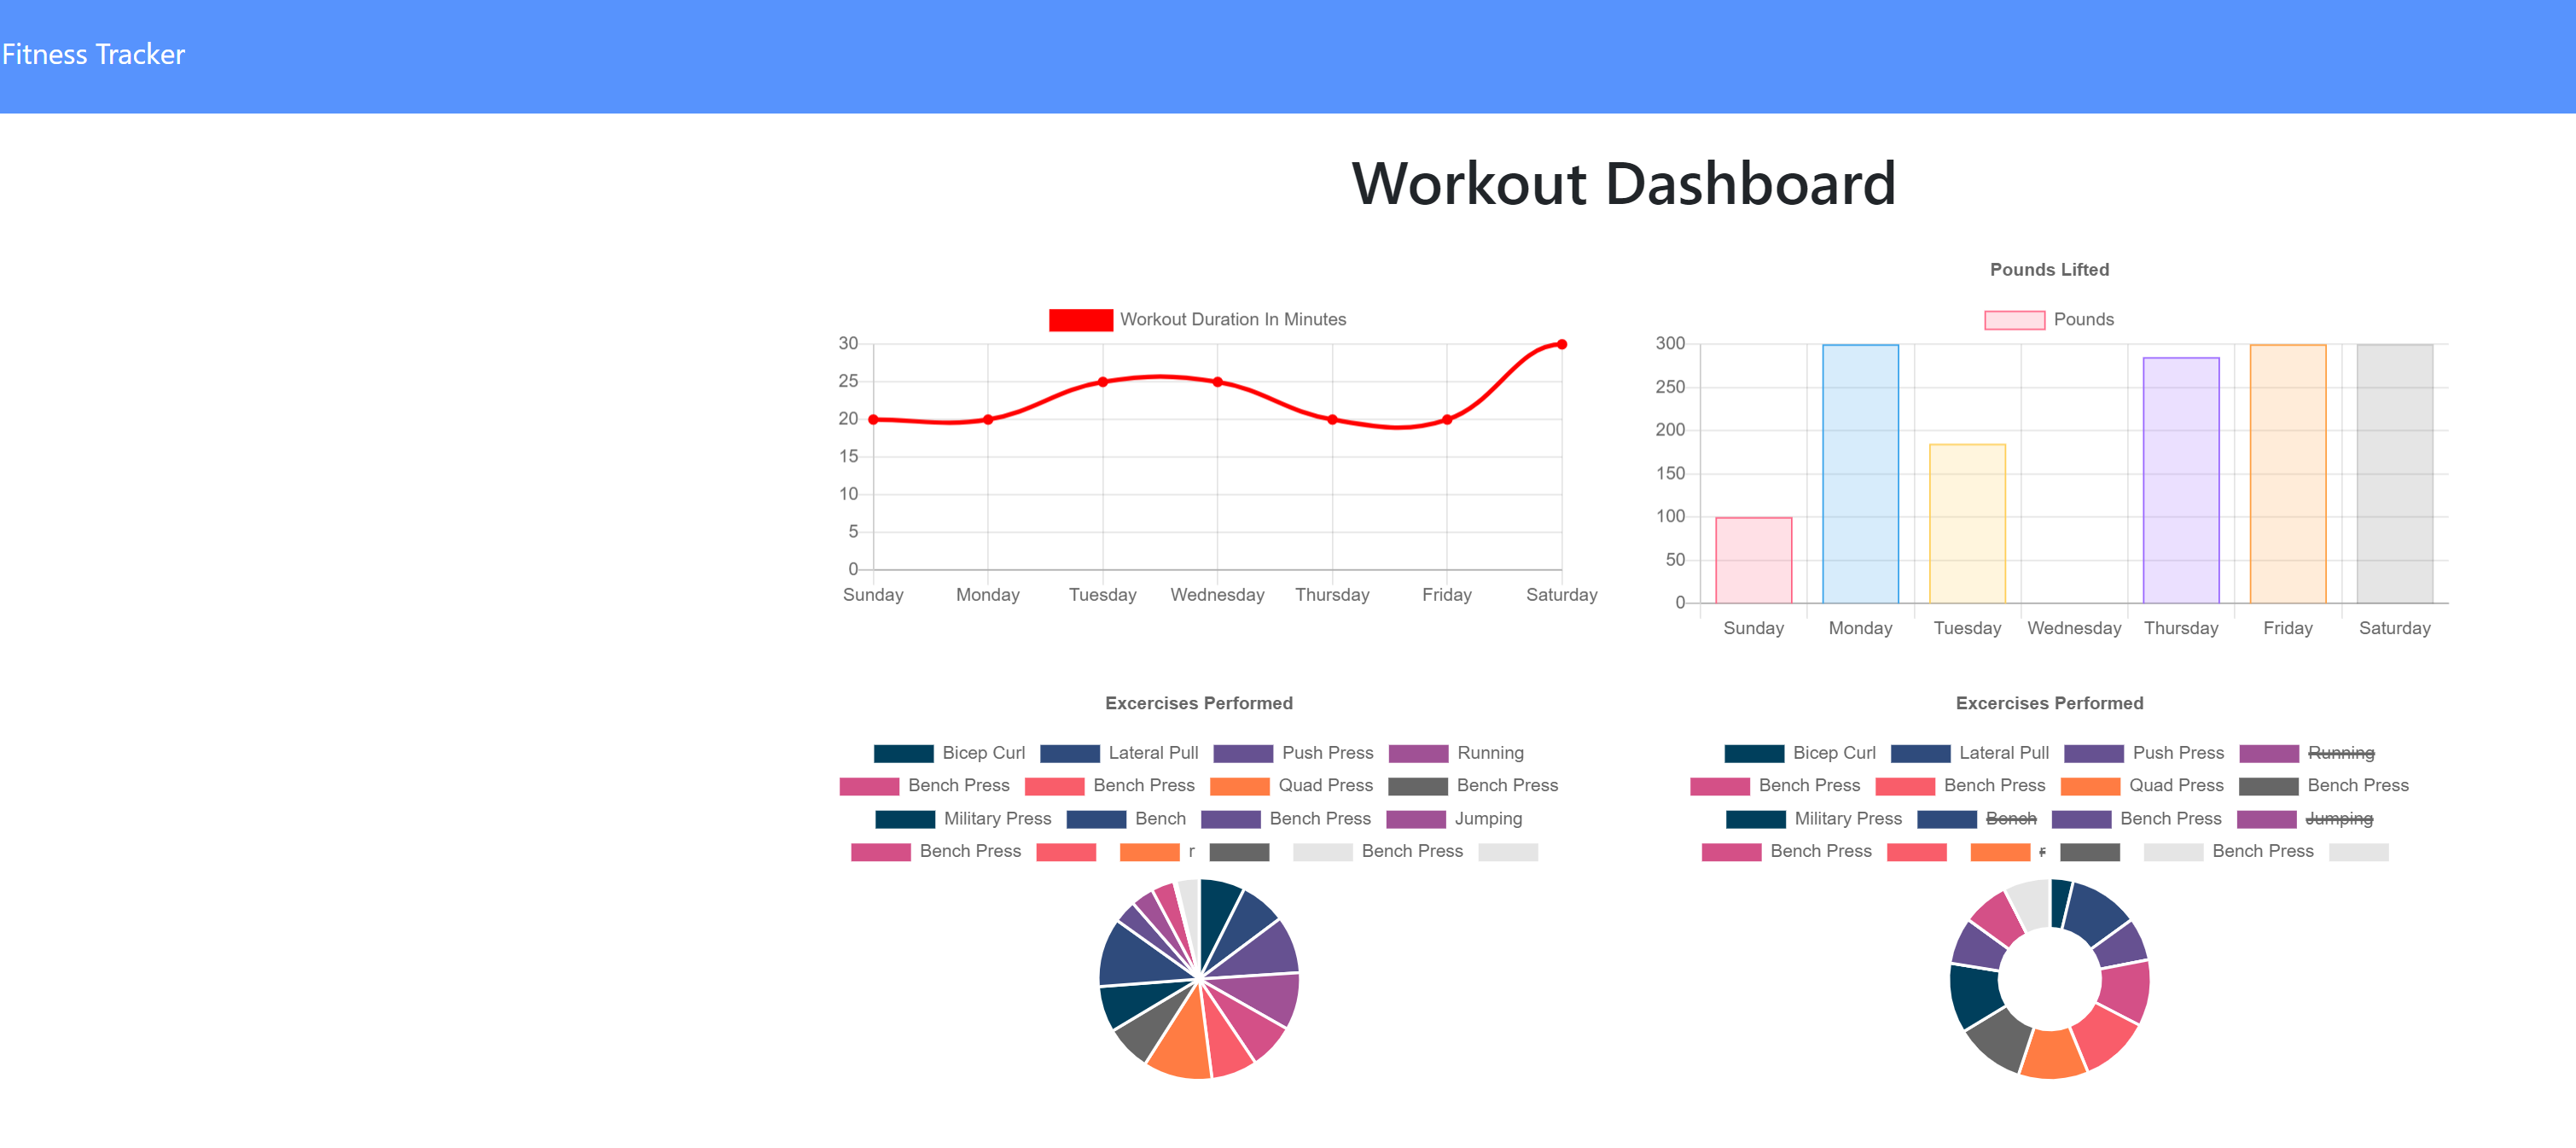 Fitness Tracker
Workout Dashboard
Workout Duration In Minutes
30
25
20
15
10
5
0
Sunday Monday Tuesday Wednesday Thursday Friday Saturday
Pounds Lifted
Pounds
300
250
200
150
100
50
0
Sunday Monday Tuesday Wednesday Thursday Friday Saturday
Excercises Performed
Bicep Curl Lateral Pull Push Press Running
Bench Press Bench Press Quad Press Bench Press
Military Press Bench Bench Press Jumping
Bench Press r Bench Press
Excercises Performed
Bicep Curl Lateral Pull Push Press Running
Bench Press Bench Press Quad Press Bench Press
Military Press Bench Bench Press Jumping
Bench Press r Bench Press